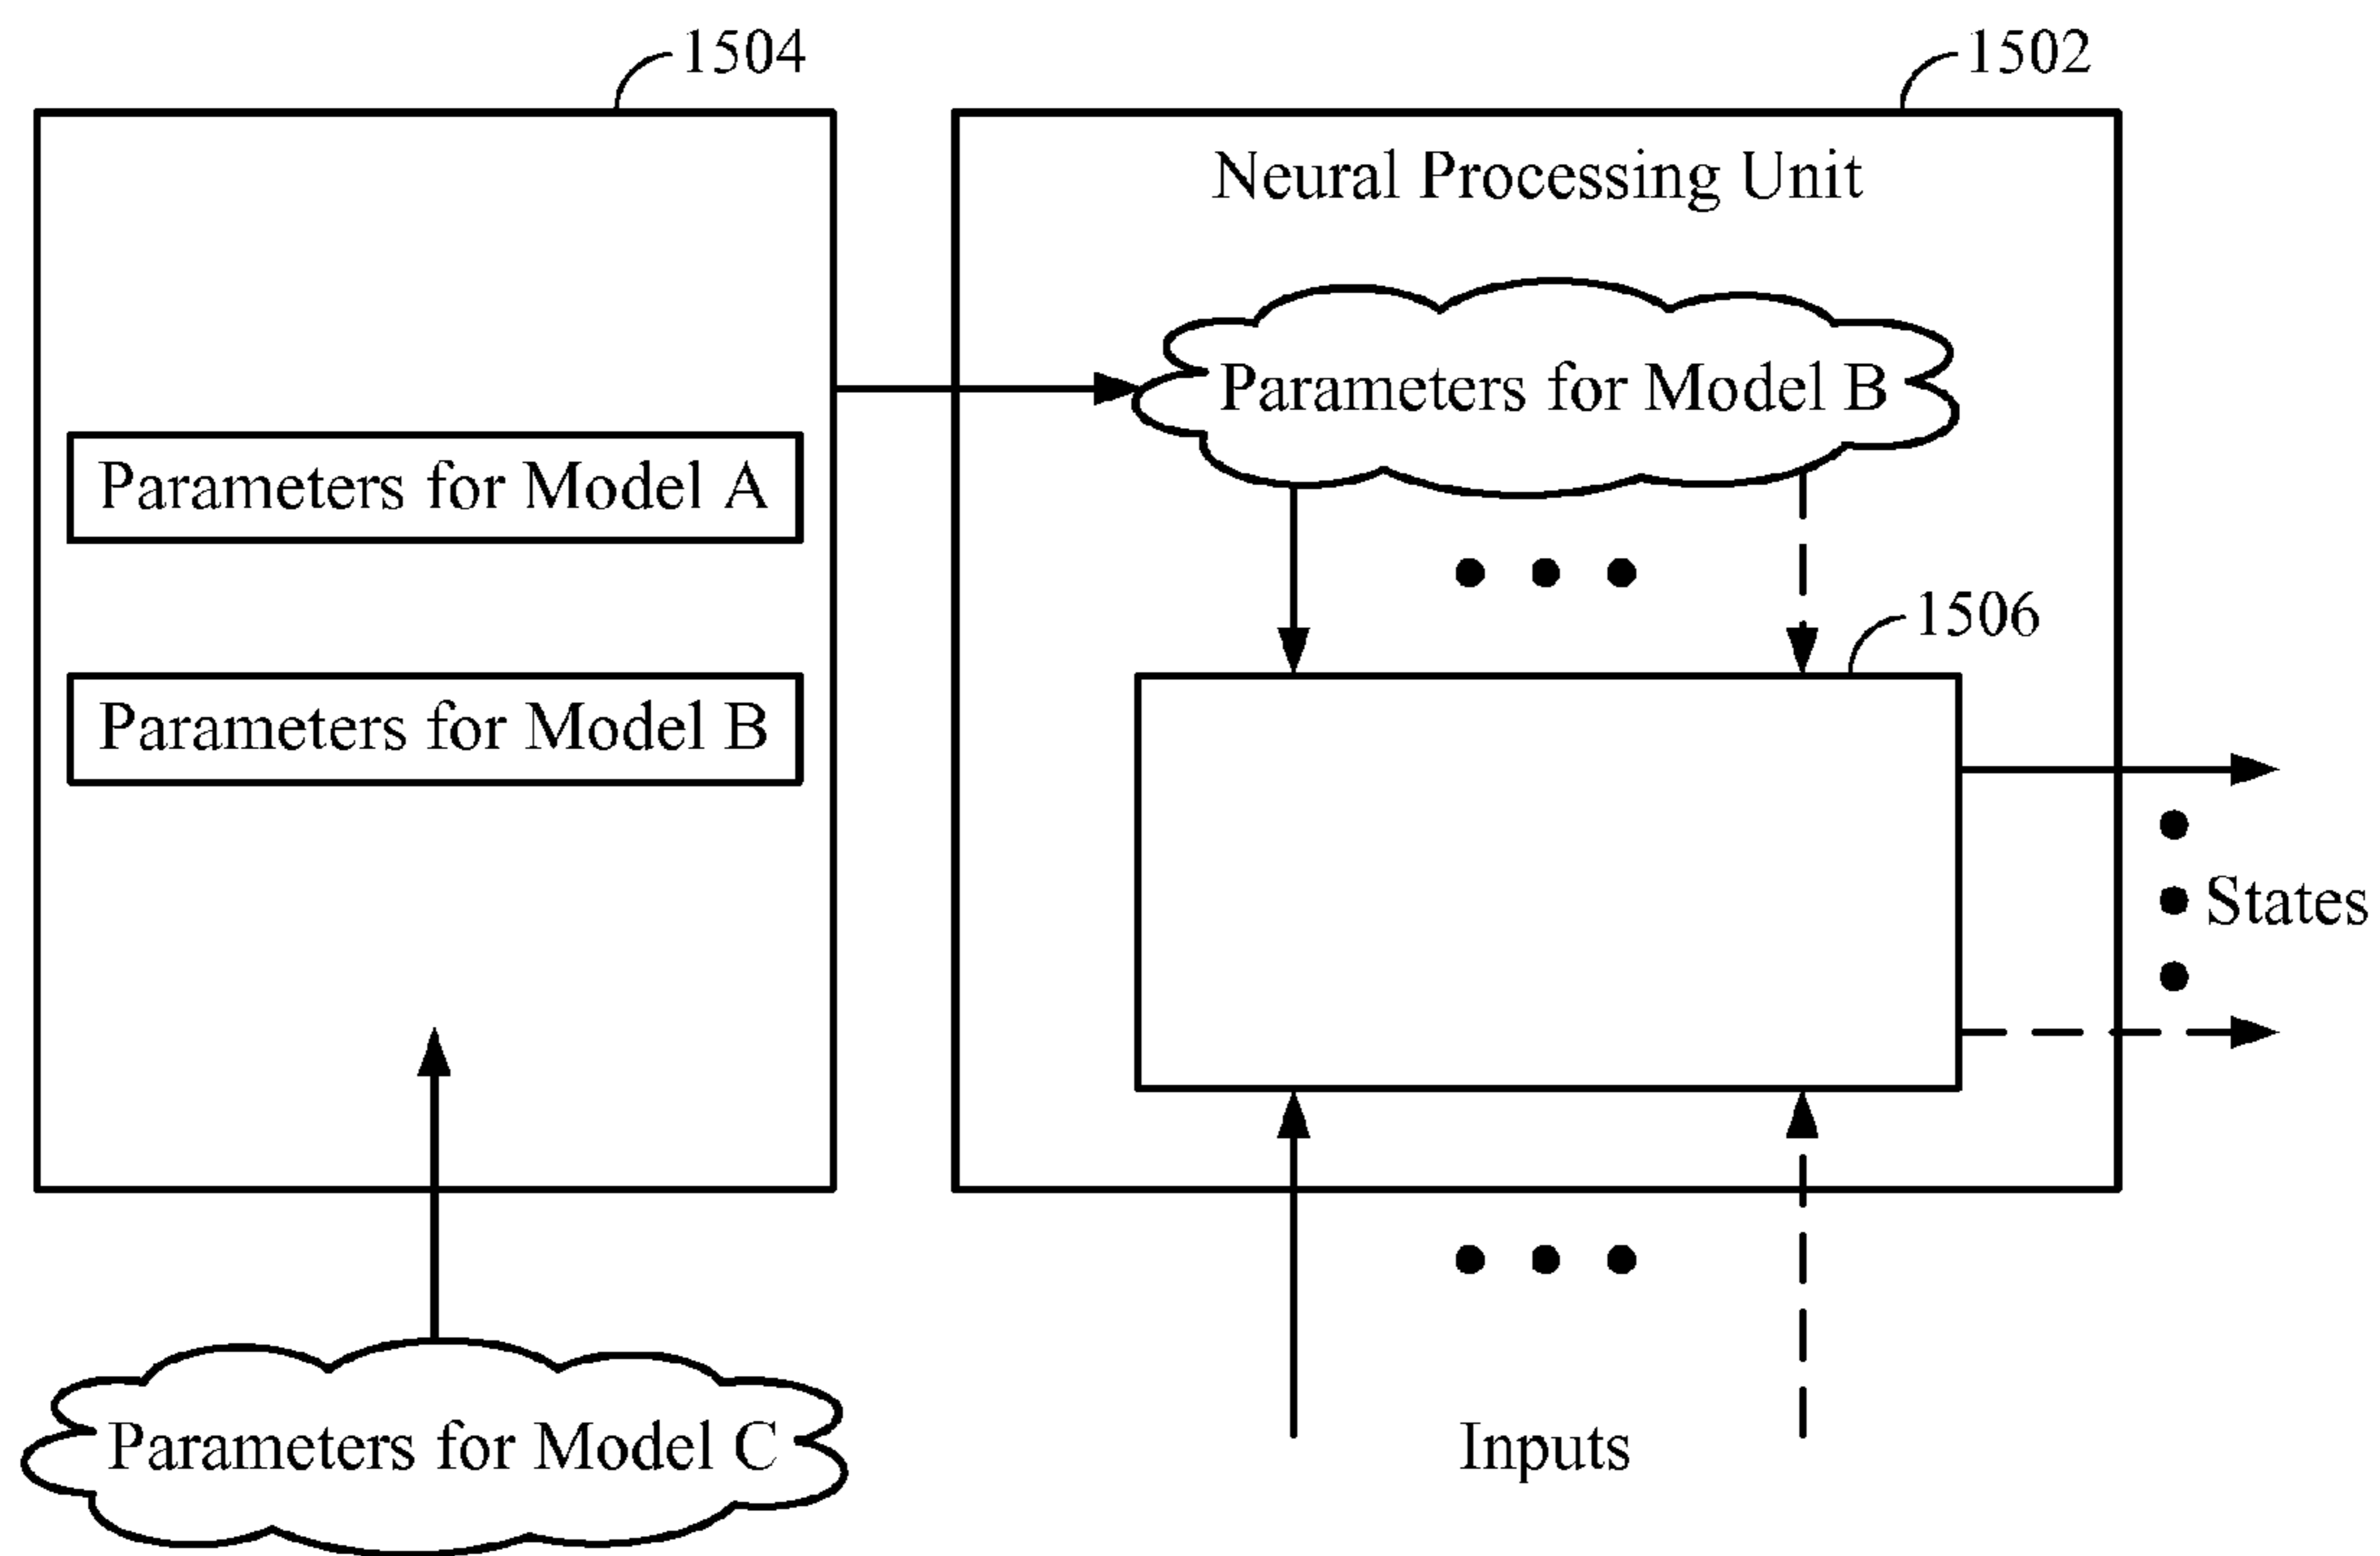 1504
1502
Neural Processing Unit
Parameters for Model B
Parameters for Model A
1506
Parameters for Model B
States
Parameters for Model C
Inputs